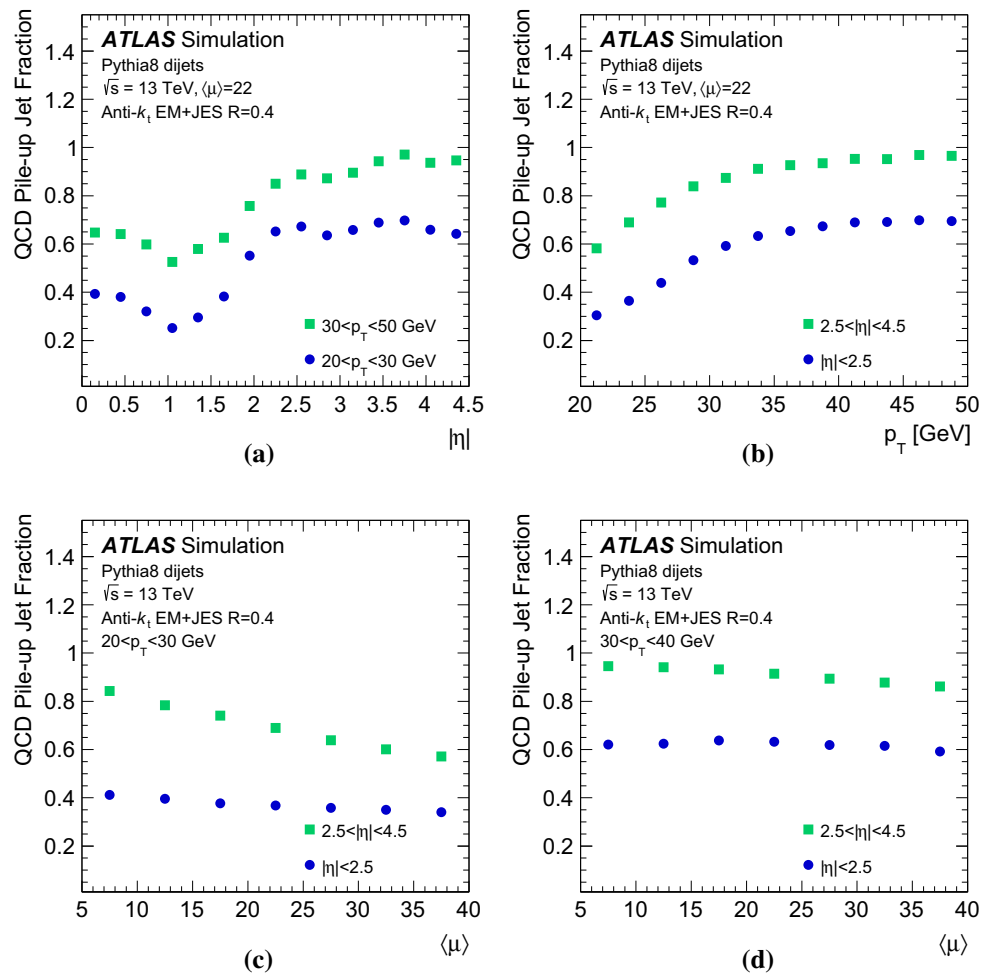 QCD Pile-up Jet Fraction
ATLAS Simulation
Pythia8 dijets
√s = 13 TeV, ⟨μ⟩=22
Anti-kt EM+JES R=0.4
1.4
1.2
1
0.8
0.6
0.4
0.2
30<pT<50 GeV
20<pT<30 GeV
0 0.5 1 1.5 2 2.5 3 3.5 4 4.5
|η|
(a)
QCD Pile-up Jet Fraction
ATLAS Simulation
Pythia8 dijets
√s = 13 TeV, ⟨μ⟩=22
Anti-kt EM+JES R=0.4
1.4
1.2
1
0.8
0.6
0.4
0.2
2.5<|η|<4.5
|η|<2.5
20 25 30 35 40 45 50
pT [GeV]
(b)
QCD Pile-up Jet Fraction
ATLAS Simulation
Pythia8 dijets
√s = 13 TeV
Anti-kt EM+JES R=0.4
20<pT<30 GeV
1.4
1.2
1
0.8
0.6
0.4
0.2
2.5<|η|<4.5
|η|<2.5
5 10 15 20 25 30 35 40
⟨μ⟩
(c)
QCD Pile-up Jet Fraction
ATLAS Simulation
Pythia8 dijets
√s = 13 TeV
Anti-kt EM+JES R=0.4
30<pT<40 GeV
1.4
1.2
1
0.8
0.6
0.4
0.2
2.5<|η|<4.5
|η|<2.5
5 10 15 20 25 30 35 40
⟨μ⟩
(d)